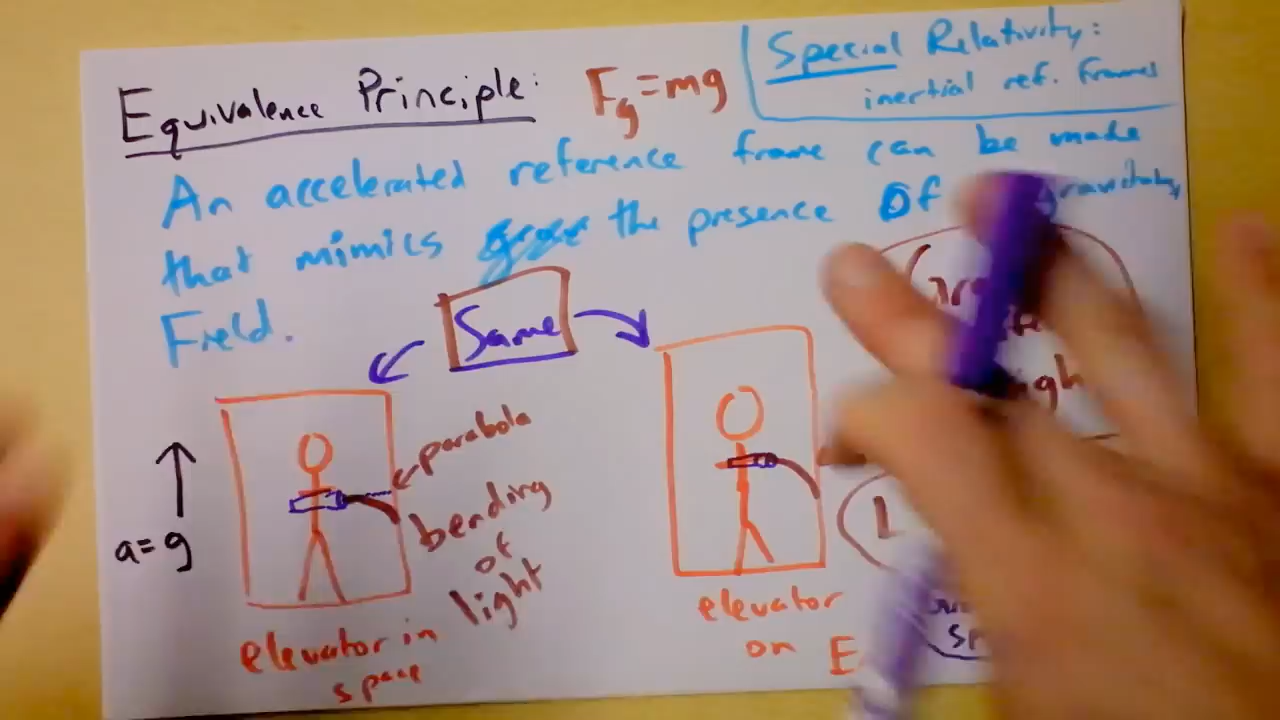 Equivalence Principle:
Fg=mg
Special Relativity:
inertial ref. frames
An accelerated reference frame can be made
that mimics the presence of gravitational
Field.
Same
a=g
parabola
bending
of
light
elevator in
space
elevator
on